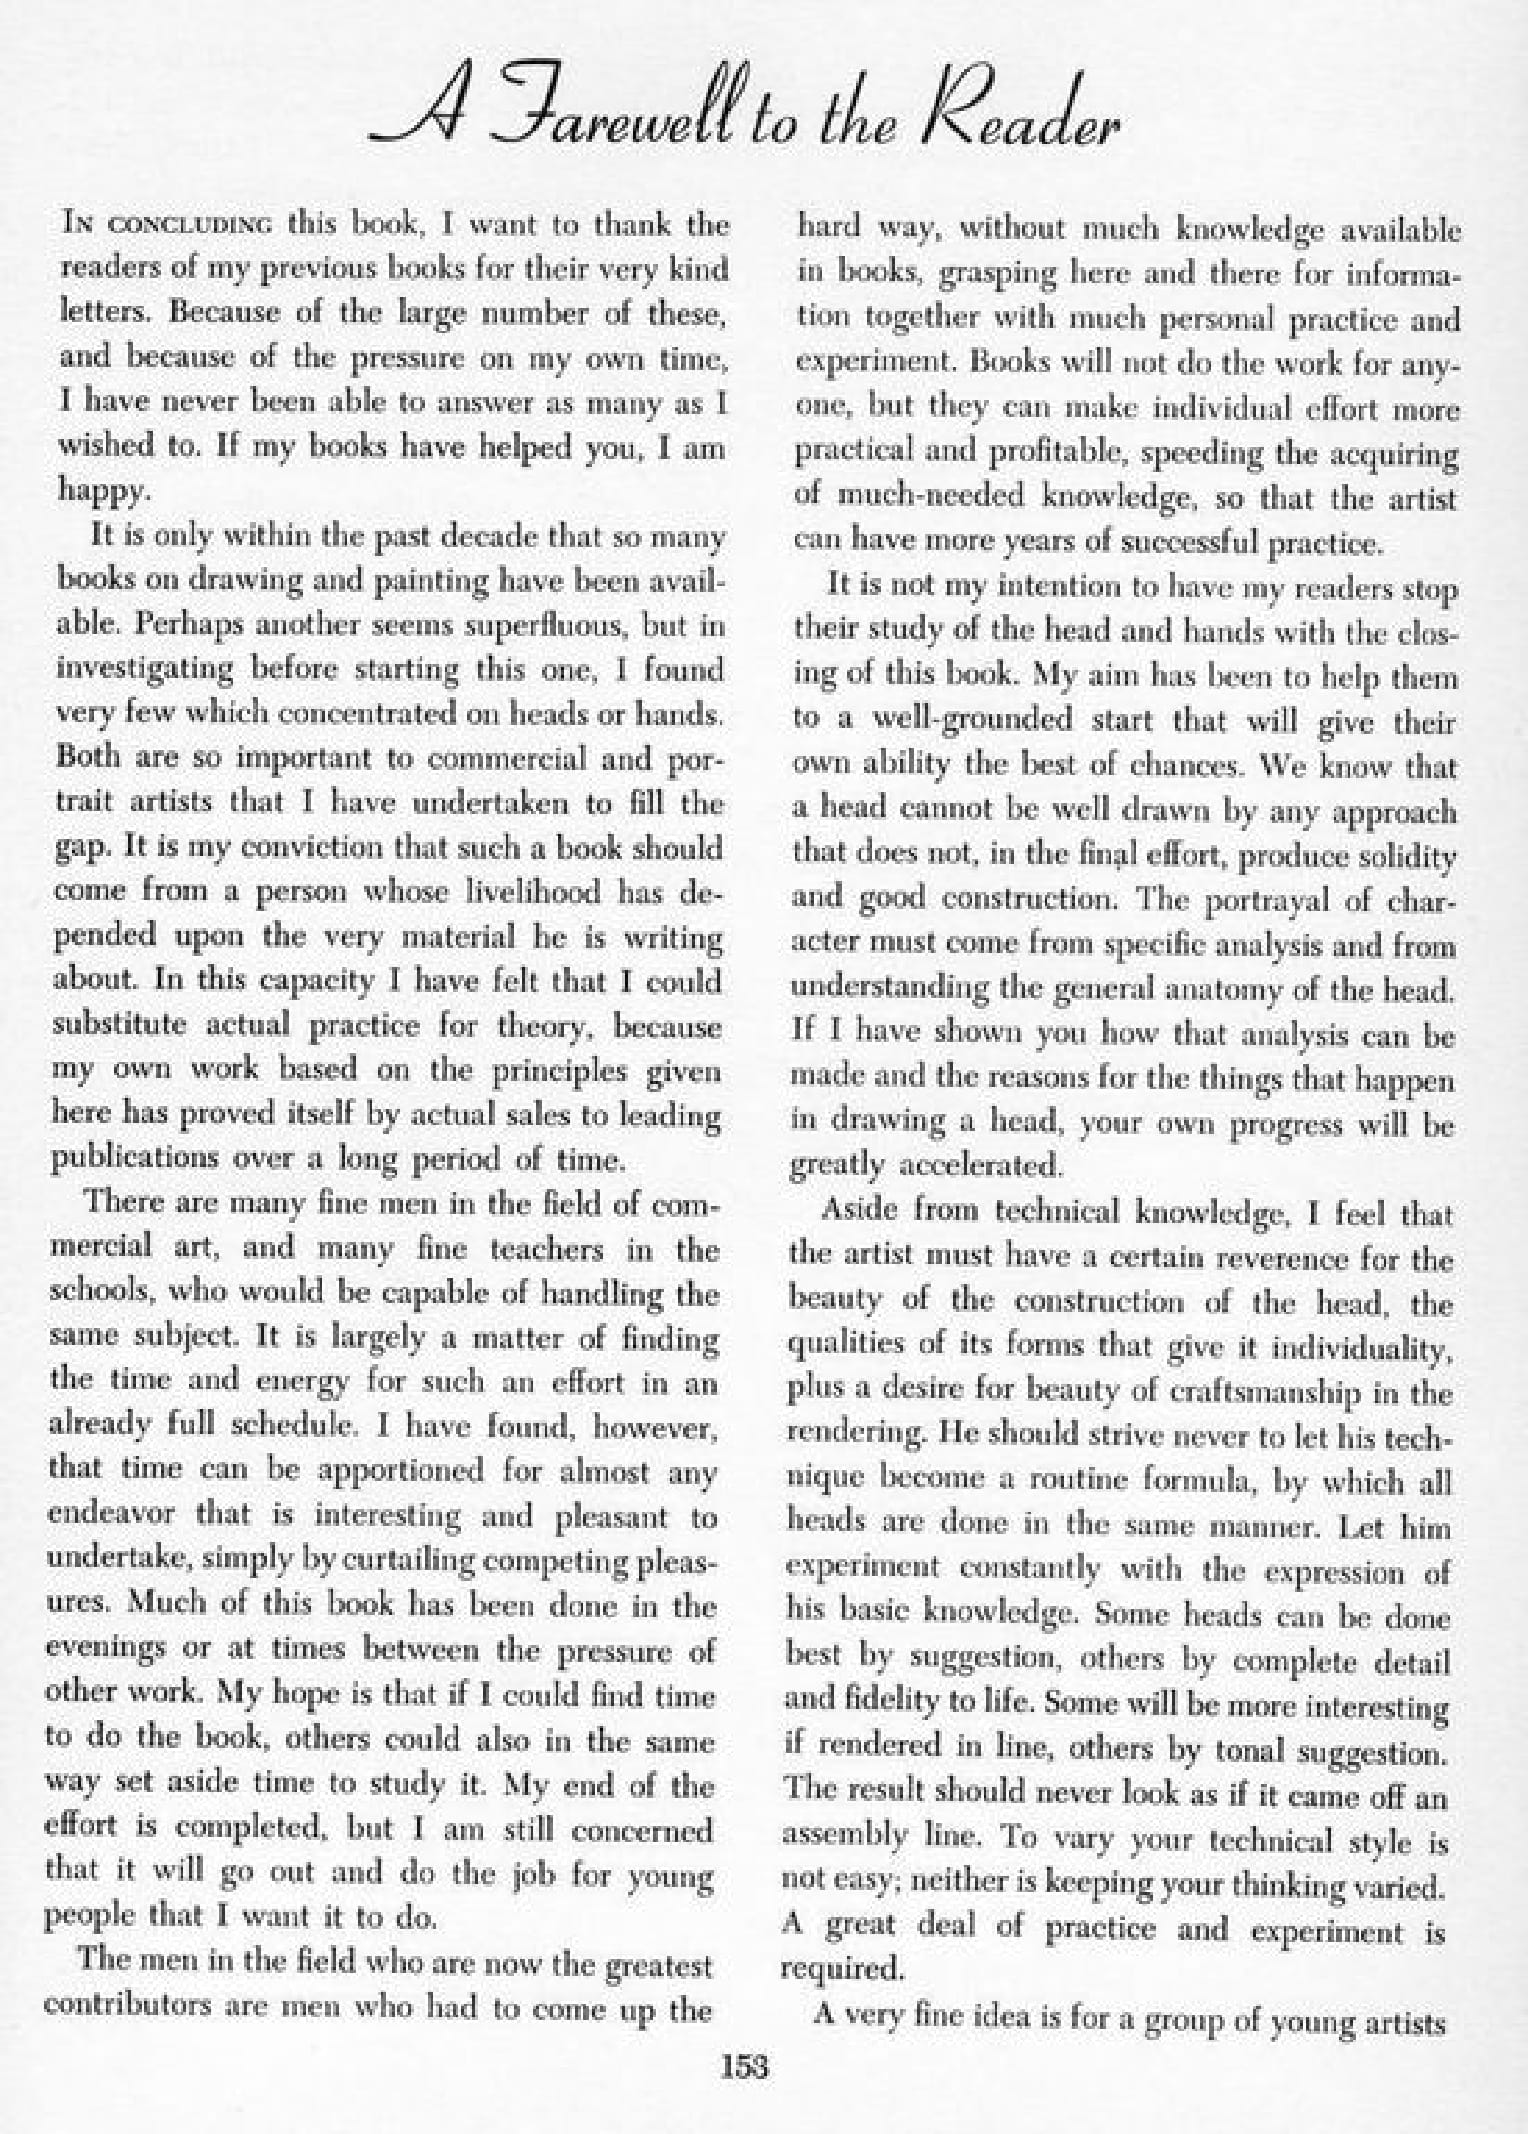 A Farewell to the Reader
IN CONCLUDING this book, I want to thank the
readers of my previous books for their very kind
letters. Because of the large number of these,
and because of the pressure on my own time,
I have never been able to answer as many as I
wished to. If my books have helped you, I am
happy.
It is only within the past decade that so many
books on drawing and painting have been avail-
able. Perhaps another seems superfluous, but in
investigating before starting this one, I found
very few which concentrated on heads or hands.
Both are so important to commercial and por-
trait artists that I have undertaken to fill the
gap. It is my conviction that such a book should
come from a person whose livelihood has de-
pended upon the very material he is writing
about. In this capacity I have felt that I could
substitute actual practice for theory, because
my own work based on the principles given
here has proved itself by actual sales to leading
publications over a long period of time.
There are many fine men in the field of com-
mercial art, and many fine teachers in the
schools, who would be capable of handling the
same subject. It is largely a matter of finding
the time and energy for such an effort in an
already full schedule. I have found, however,
that time can be apportioned for almost any
endeavor that is interesting and pleasant to
undertake, simply by curtailing competing pleas-
ures. Much of this book has been done in the
evenings or at times between the pressure of
other work. My hope is that if I could find time
to do the book, others could also in the same
way set aside time to study it. My end of the
effort is completed, but I am still concerned
that it will go out and do the job for young
people that I want it to do.
The men in the field who are now the greatest
contributors are men who had to come up the
hard way, without much knowledge available
in books, grasping here and there for informa-
tion together with much personal practice and
experiment. Books will not do the work for any-
one, but they can make individual effort more
practical and profitable, speeding the acquiring
of much-needed knowledge, so that the artist
can have more years of successful practice.
It is not my intention to have my readers stop
their study of the head and hands with the clos-
ing of this book. My aim has been to help them
to a well-grounded start that will give their
own ability the best of chances. We know that
a head cannot be well drawn by any approach
that does not, in the final effort, produce solidity
and good construction. The portrayal of char-
acter must come from specific analysis and from
understanding the general anatomy of the head.
If I have shown you how that analysis can be
made and the reasons for the things that happen
in drawing a head, your own progress will be
greatly accelerated.
Aside from technical knowledge, I feel that
the artist must have a certain reverence for the
beauty of the construction of the head, the
qualities of its forms that give it individuality,
plus a desire for beauty of craftsmanship in the
rendering. He should strive never to let his tech-
nique become a routine formula, by which all
heads are done in the same manner. Let him
experiment constantly with the expression of
his basic knowledge. Some heads can be done
best by suggestion, others by complete detail
and fidelity to life. Some will be more interesting
if rendered in line, others by tonal suggestion.
The result should never look as if it came off an
assembly line. To vary your technical style is
not easy; neither is keeping your thinking varied.
A great deal of practice and experiment is
required.
A very fine idea is for a group of young artists
153